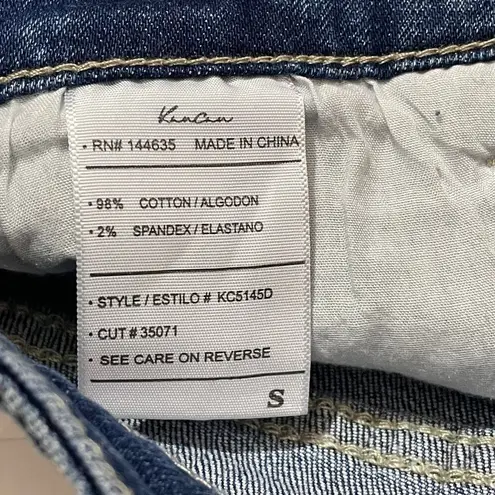 KanCan
• RN# 144635 MADE IN CHINA
• 98% COTTON / ALGODON
• 2% SPANDEX / ELASTANO
• STYLE / ESTILO # KC5145D
• CUT # 35071
• SEE CARE ON REVERSE
S